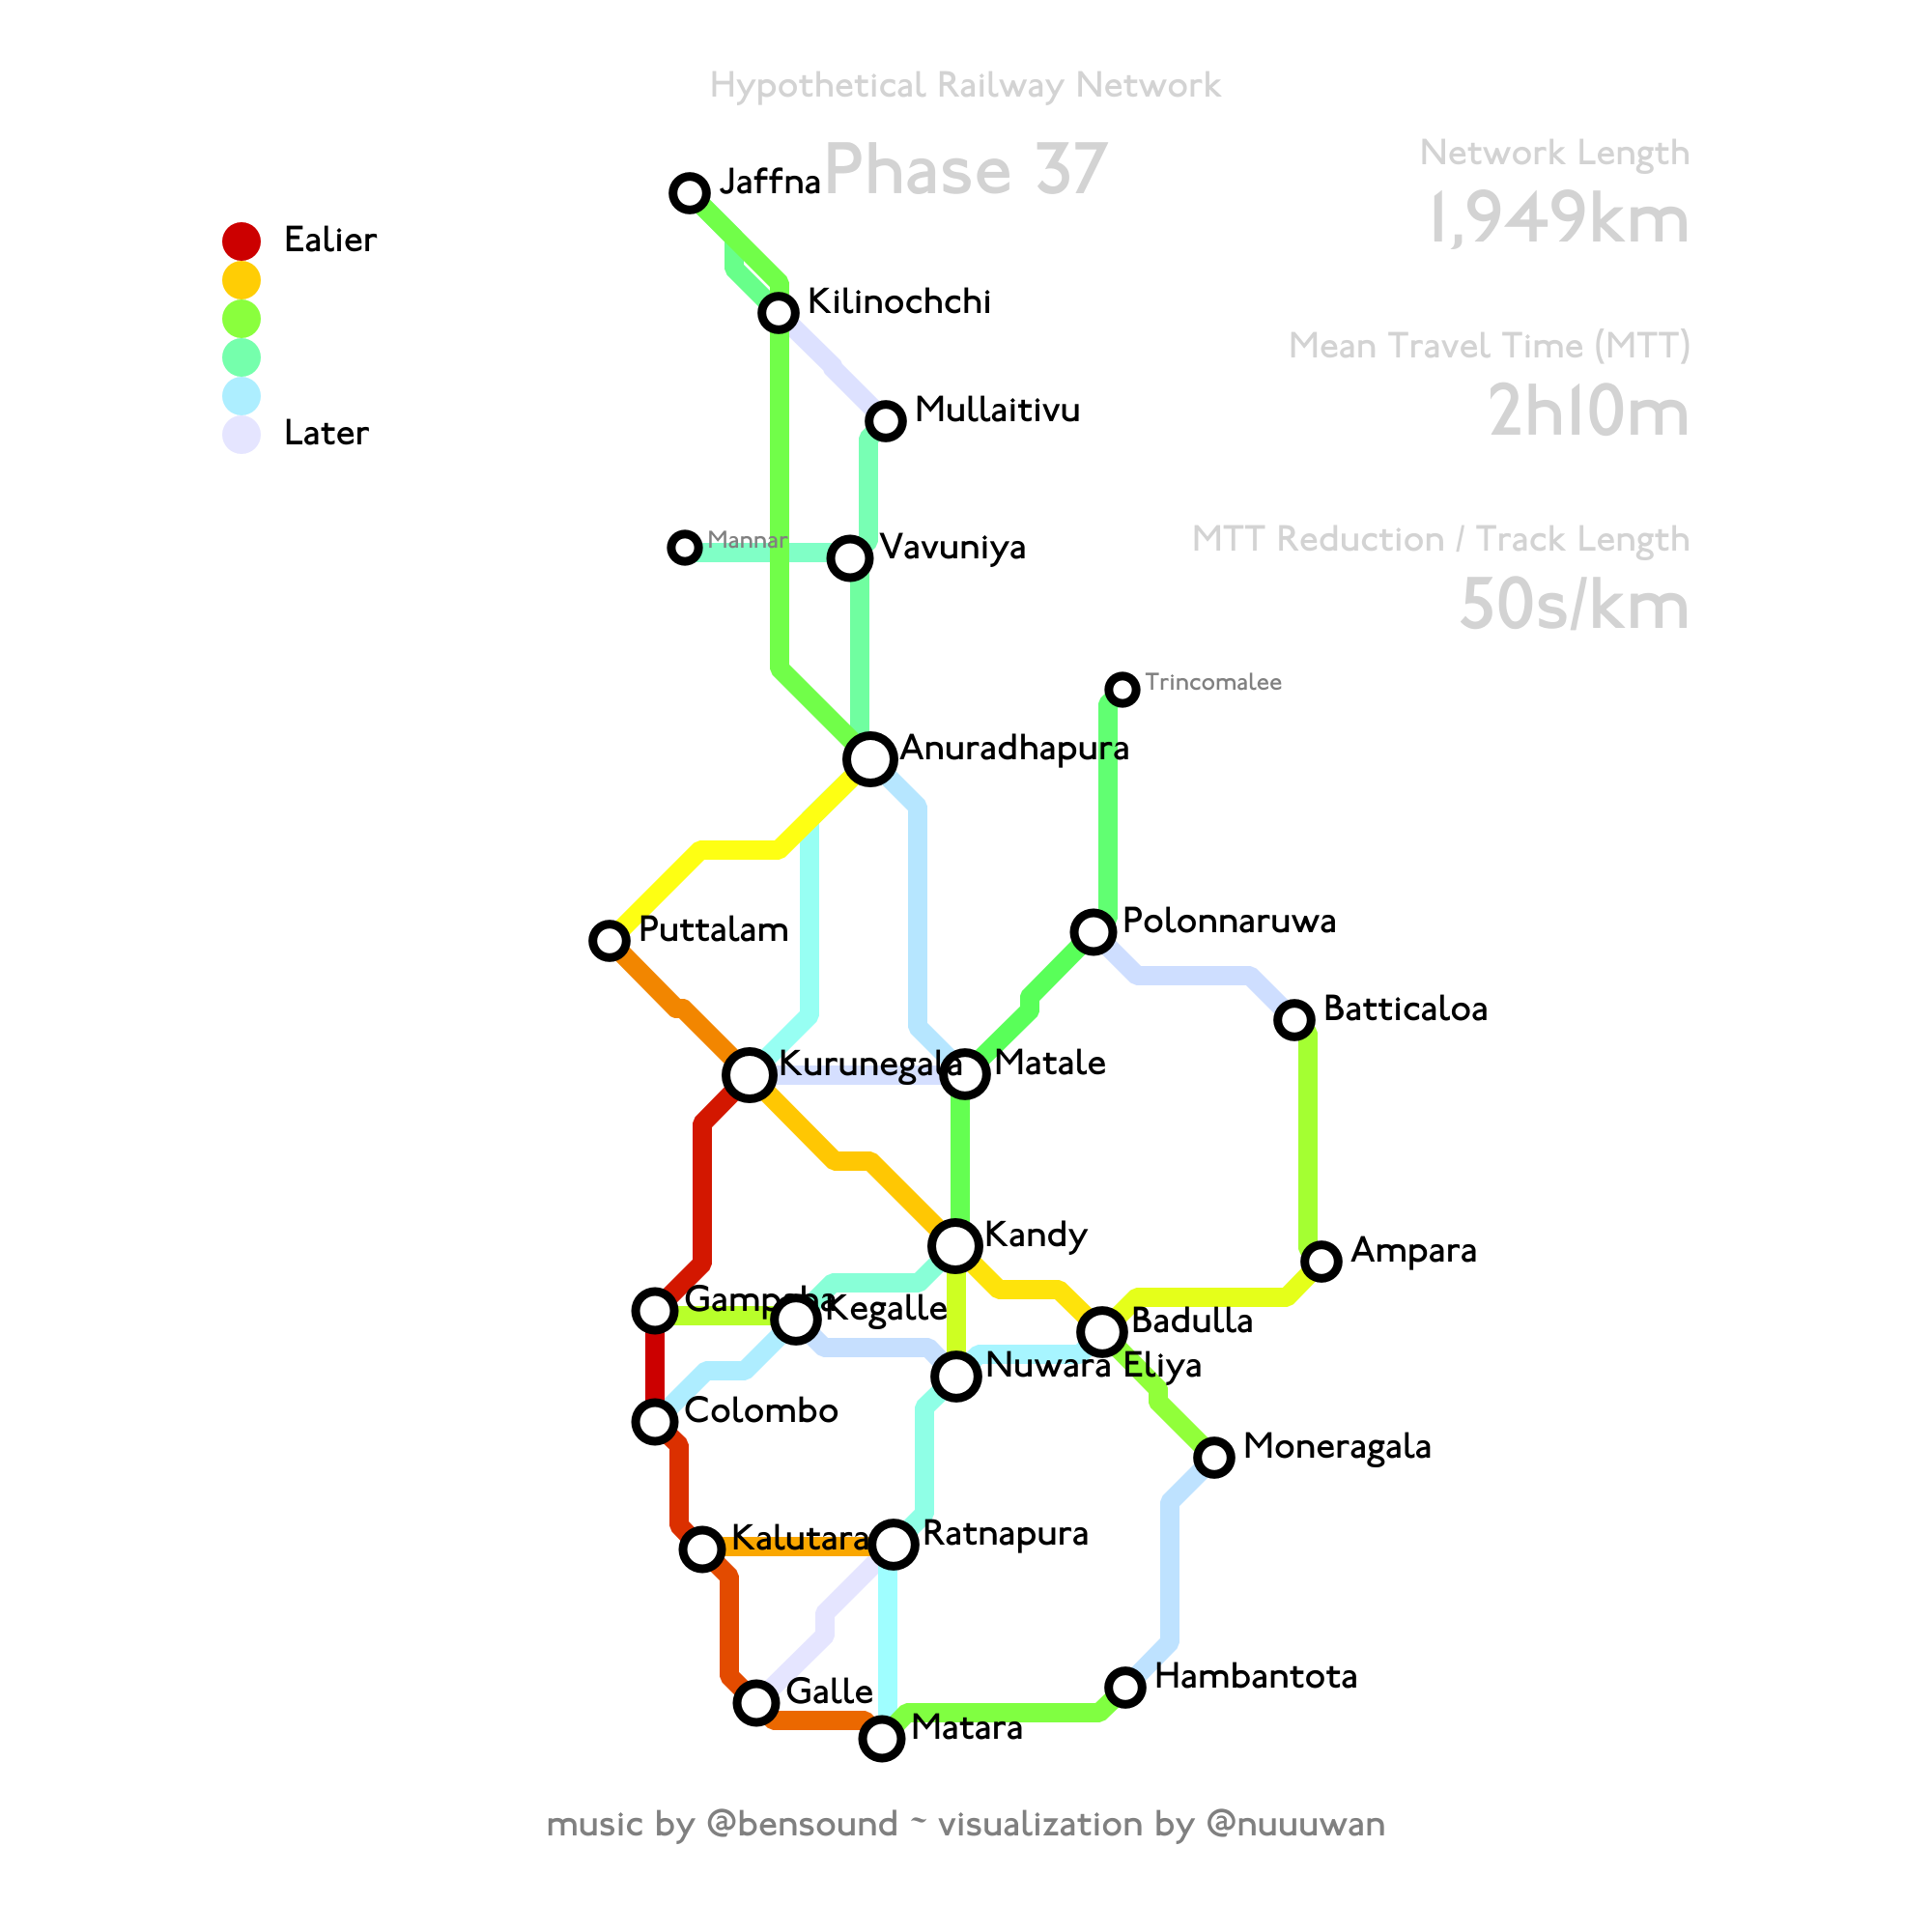 Hypothetical Railway Network
Phase 37
Network Length
1,949km
Jaffna
Ealier
Kilinochchi
Mean Travel Time (MTT)
2h10m
Mullaitivu
Later
Mannar
Vavuniya
MTT Reduction / Track Length
50s/km
Trincomalee
Anuradhapura
Puttalam
Polonnaruwa
Batticaloa
Kurunegala
Matale
Kandy
Ampara
Gampaha
Kegalle
Badulla
Nuwara Eliya
Colombo
Moneragala
Kalutara
Ratnapura
Galle
Hambantota
Matara
music by @bensound ~ visualization by @nuuuwan